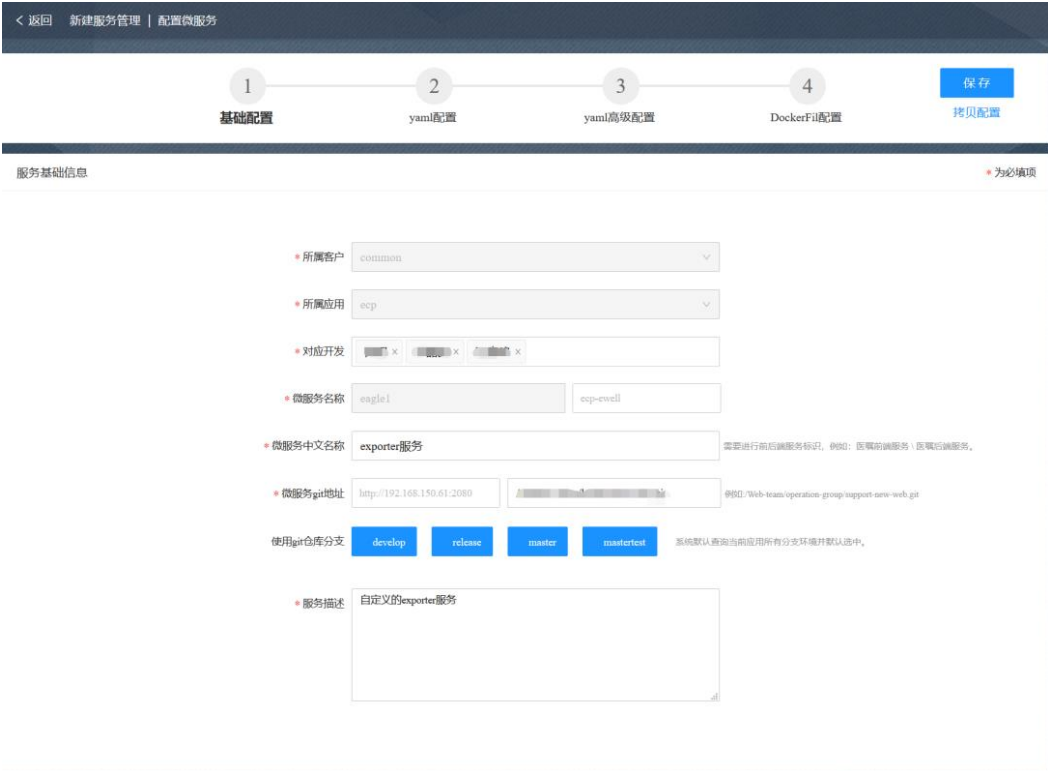 < 返回 新建服务管理 | 配置微服务
1 2 3 4 保存
基础配置 yaml配置 yaml高级配置 DockerFil配置 拷贝配置
服务基础信息 * 为必填项
* 所属客户 common
* 所属应用 ecp
* 对应开发 × × ×
* 微服务名称 eagle1 ecp-ewell
* 微服务中文名称 exporter服务 需要进行前后端服务标识，例如：医嘱前端服务 \ 医嘱后端服务。
* 微服务git地址 http://192.168.150.61:2080 例如:/Web-team/operation-group/support-new-web.git
使用git仓库分支 develop release master mastertest 系统默认查询当前应用所有分支环境并默认选中。
* 服务描述 自定义的exporter服务